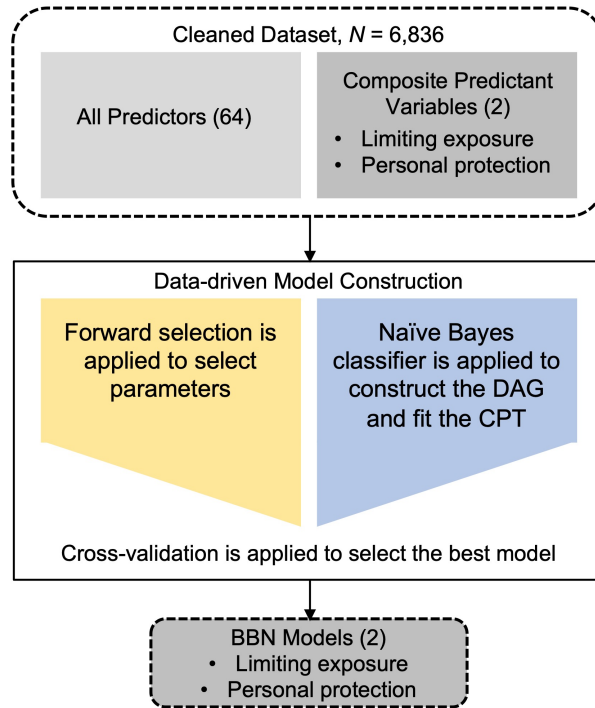 Cleaned Dataset, N = 6,836
All Predictors (64)
Composite Predictant
Variables (2)
• Limiting exposure
• Personal protection
Data-driven Model Construction
Forward selection is
applied to select
parameters
Naïve Bayes
classifier is applied to
construct the DAG
and fit the CPT
Cross-validation is applied to select the best model
BBN Models (2)
• Limiting exposure
• Personal protection